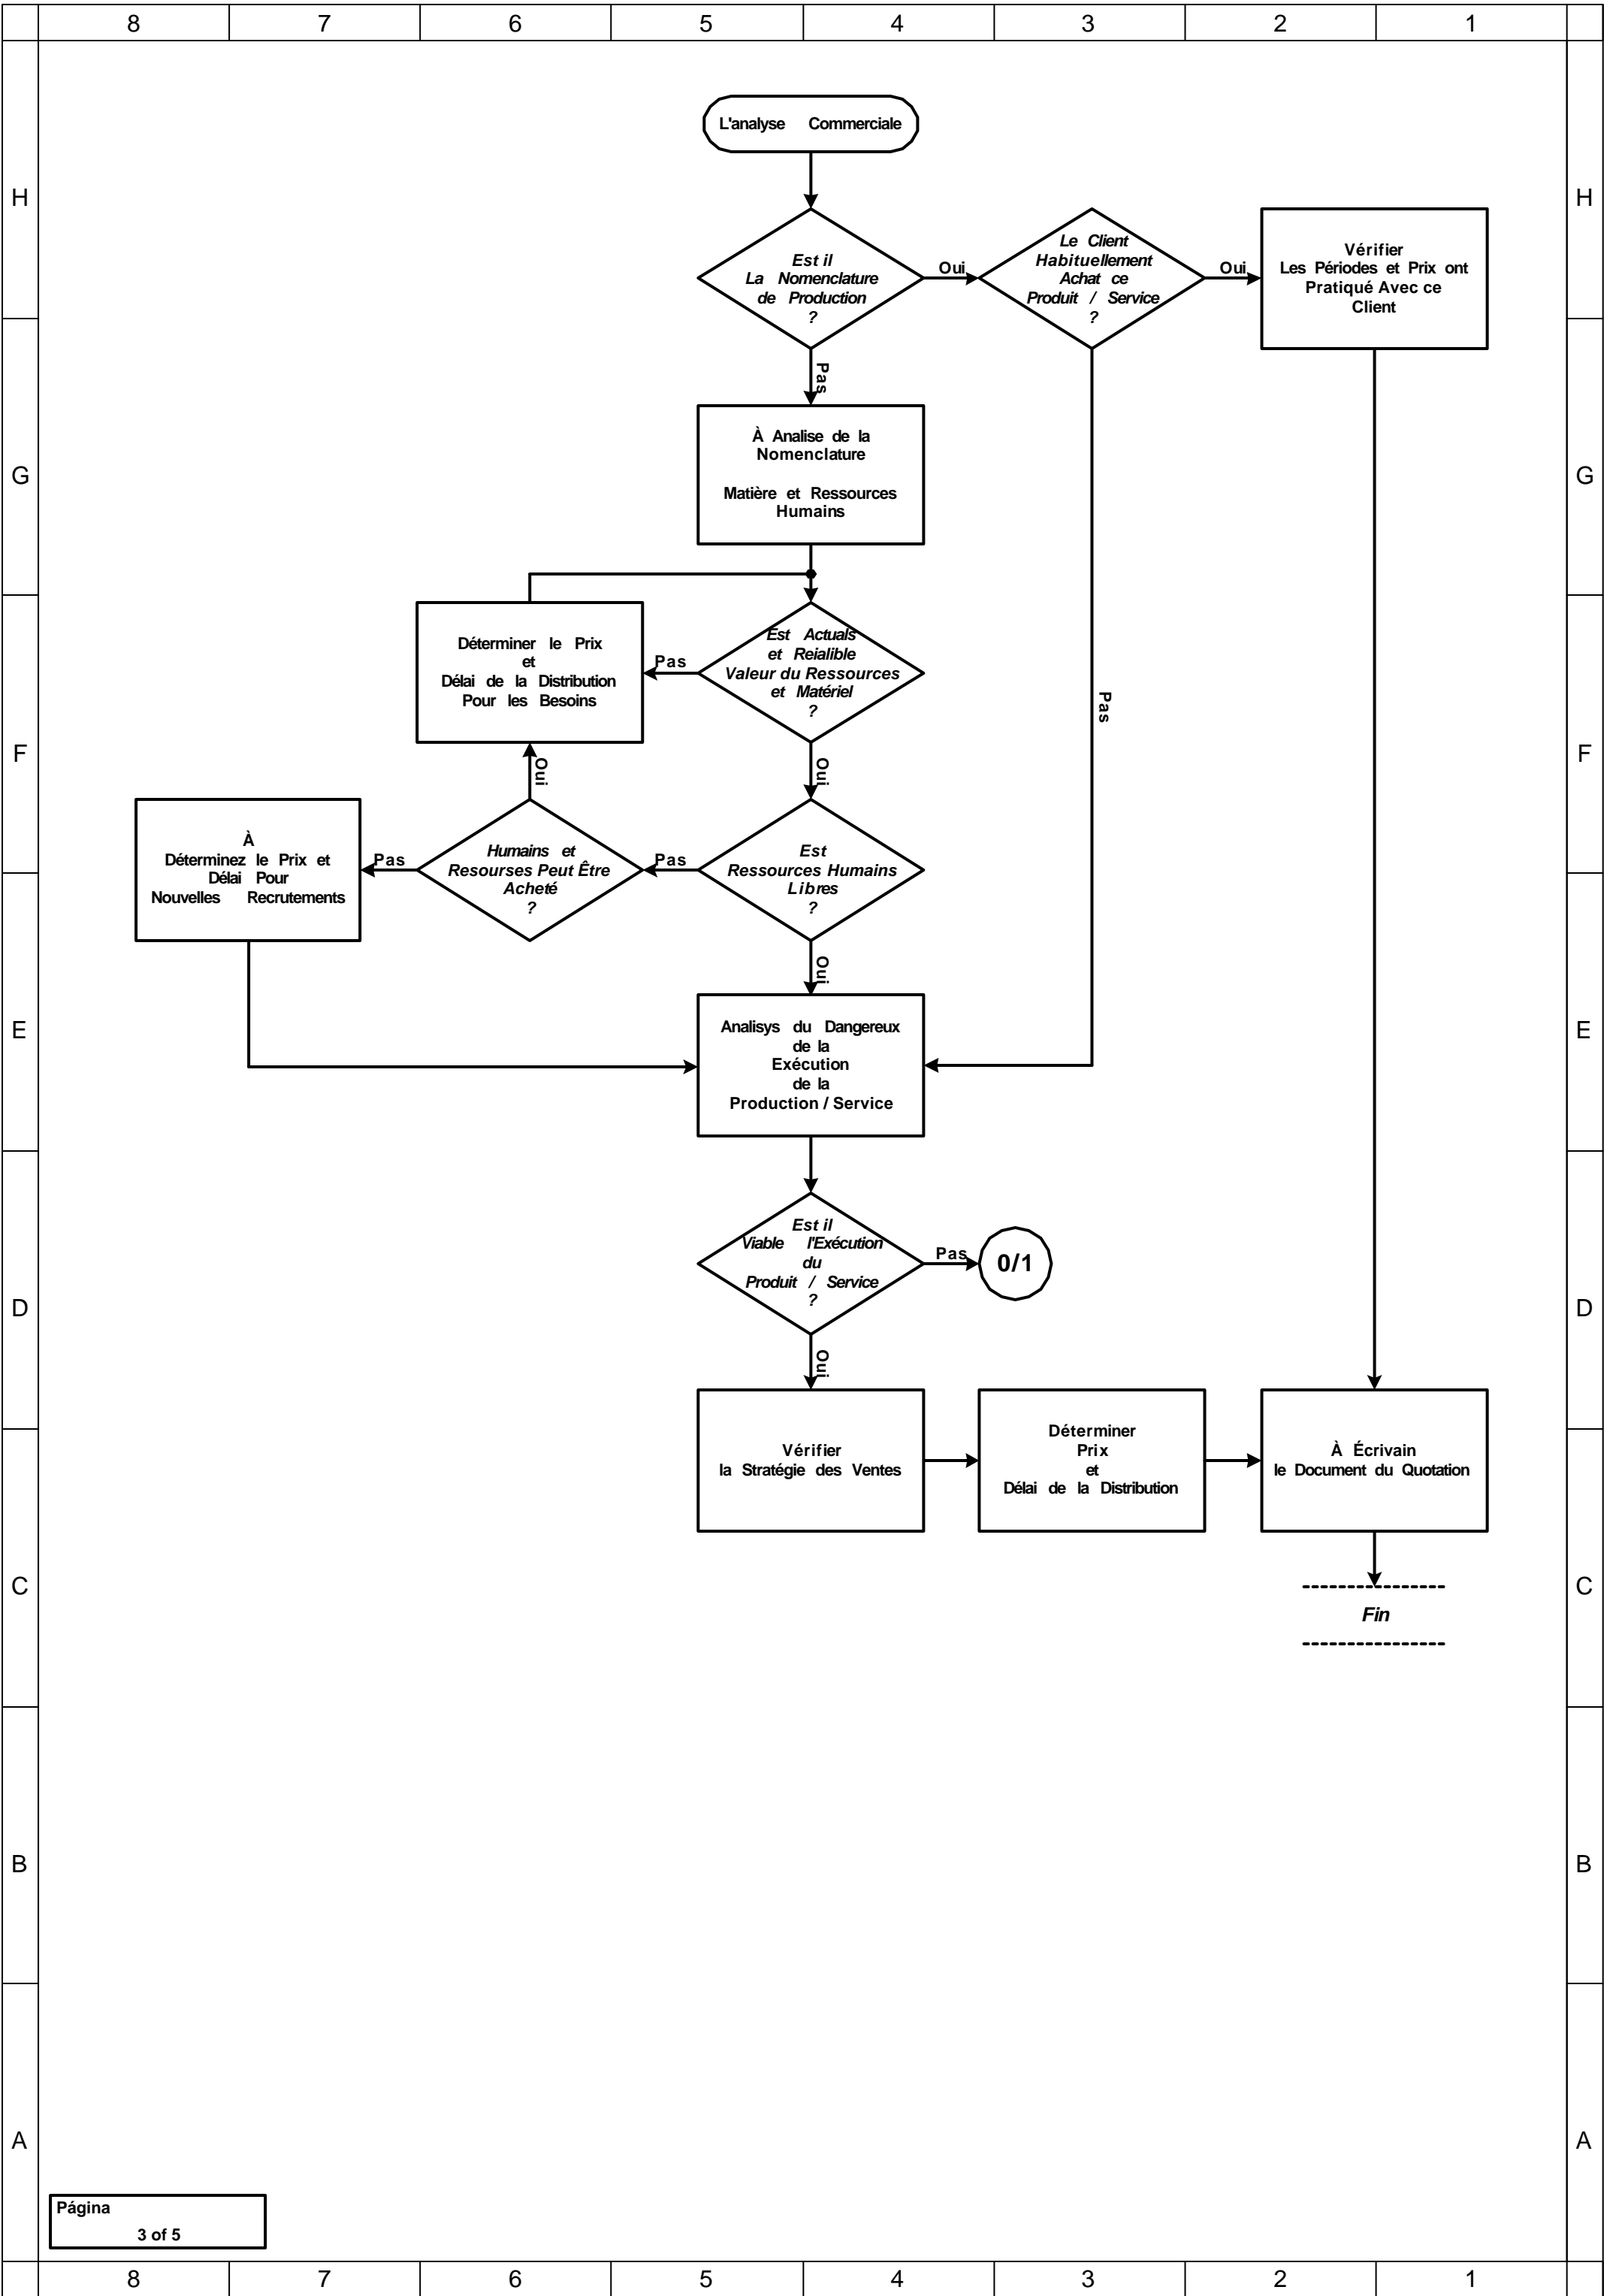 8 7 6 5 4 3 2 1
L'analyse Commerciale
H H
Est il
La Nomenclature
de Production
?
Oui
Le Client
Habituellement
Achat ce
Produit / Service
?
Oui
Vérifier
Les Périodes et Prix ont
Pratiqué Avec ce
Client
Pas
À Analise de la
Nomenclature
Matière et Ressources
Humains
G G
Déterminer le Prix
et
Délai de la Distribution
Pour les Besoins
Pas
Est Actuals
et Reialible
Valeur du Ressources
et Matériel
?
Pas
F F
Oui
Oui
À
Déterminez le Prix et
Délai Pour
Nouvelles Recrutements
Pas
Humains et
Resourses Peut Être
Acheté
?
Pas
Est
Ressources Humains
Libres
?
Oui
E E
Analisys du Dangereux
de la
Exécution
de la
Production / Service
Est il
Viable l'Exécution
du
Produit / Service
?
Pas
0/1
D D
Oui
Vérifier
la Stratégie des Ventes
Déterminer
Prix
et
Délai de la Distribution
À Écrivain
le Document du Quotation
C C
Fin
B B
A A
Página
3 of 5
8 7 6 5 4 3 2 1